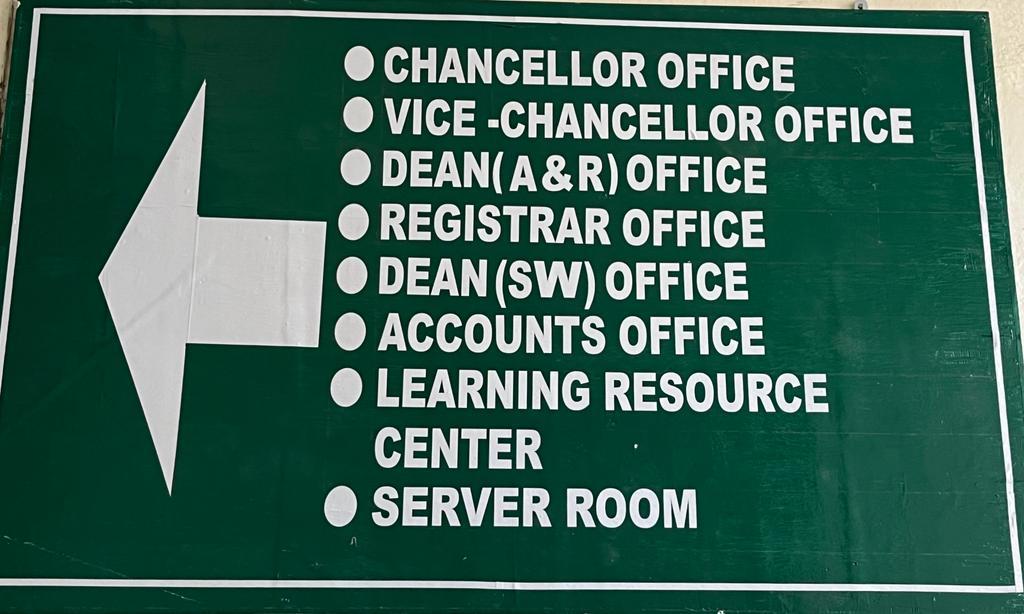 ● CHANCELLOR OFFICE
● VICE -CHANCELLOR OFFICE
● DEAN(A&R) OFFICE
● REGISTRAR OFFICE
● DEAN (SW) OFFICE
● ACCOUNTS OFFICE
● LEARNING RESOURCE
CENTER
● SERVER ROOM